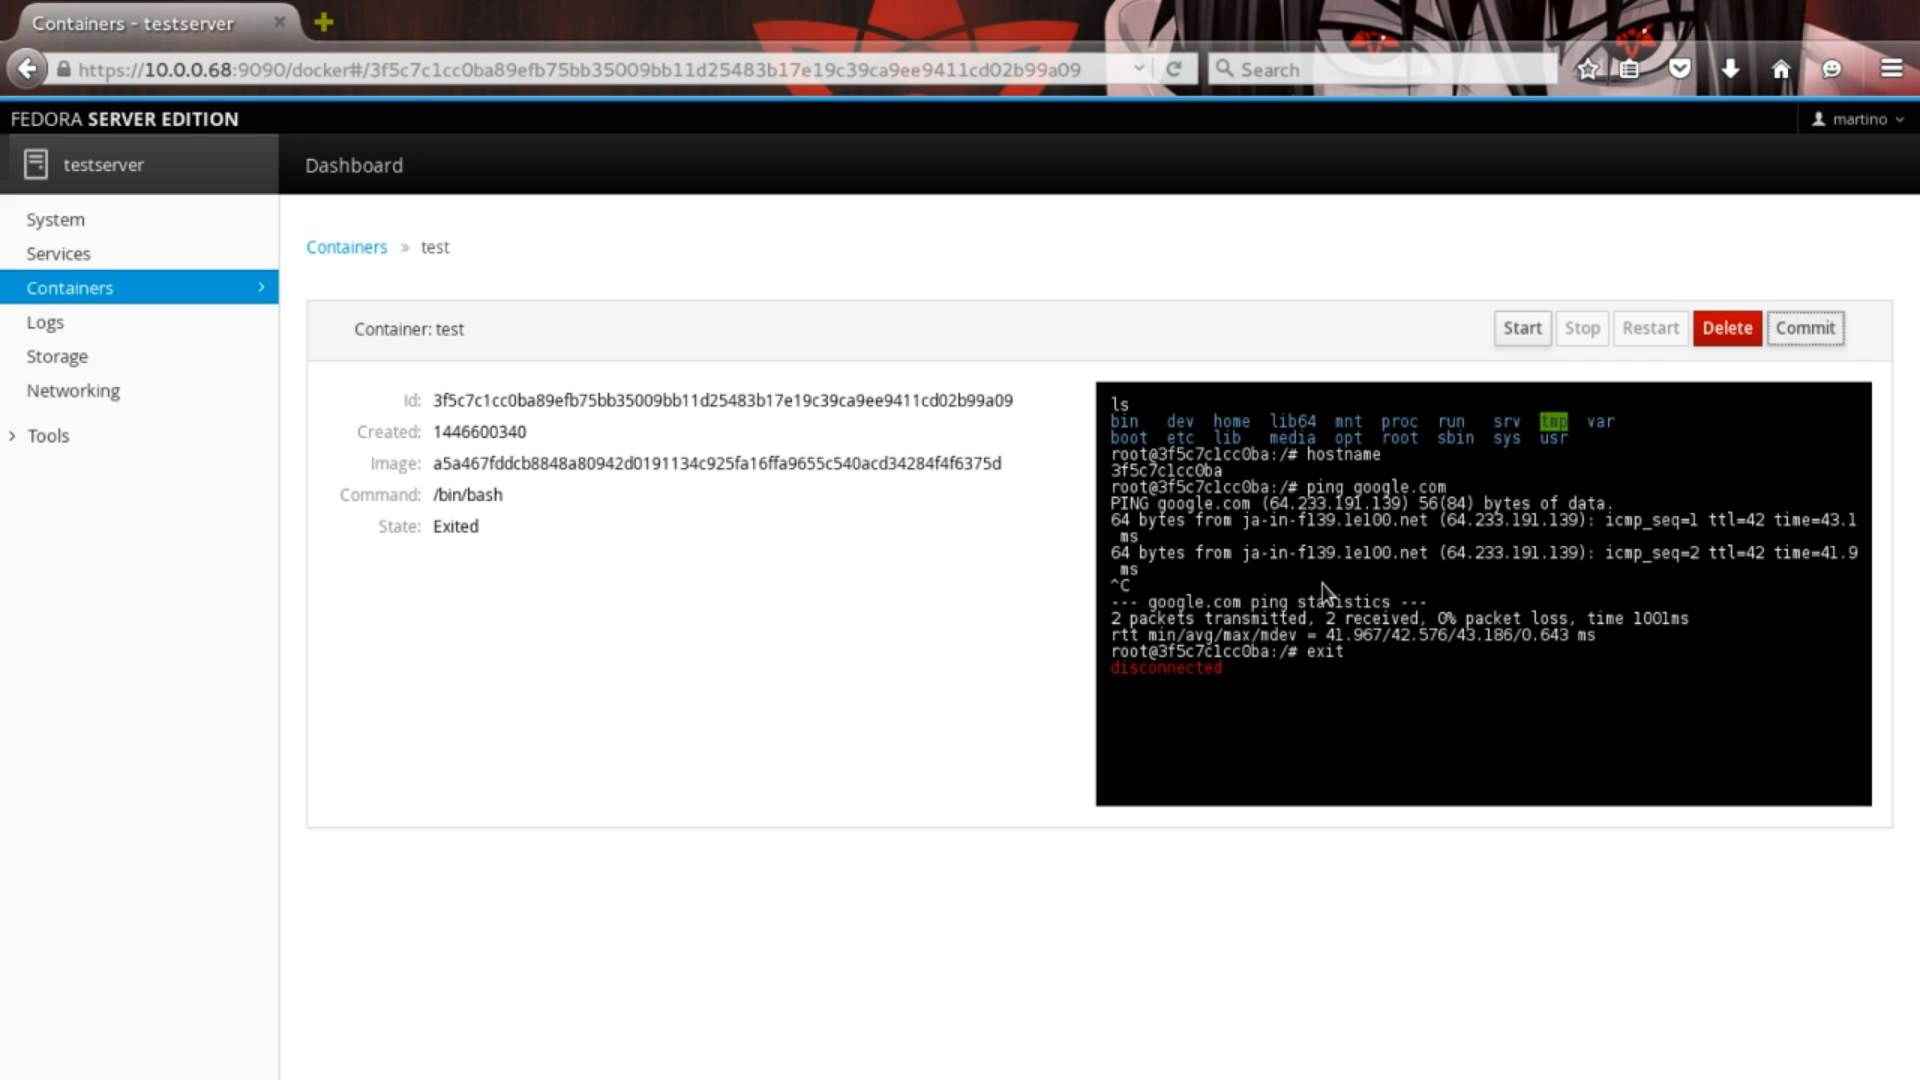 Containers - testserver
https://10.0.0.68:9090/docker#/3f5c7c1cc0ba89efb75bb35009bb11d25483b17e19c39ca9ee9411cd02b99a09
Search
FEDORA SERVER EDITION
martino
testserver
Dashboard
System
Services
Containers
Logs
Storage
Networking
Tools
Containers » test
Container: test
Start
Stop
Restart
Delete
Commit
Id: 3f5c7c1cc0ba89efb75bb35009bb11d25483b17e19c39ca9ee9411cd02b99a09
Created: 1446600340
Image: a5a467fddcb8848a80942d0191134c925fa16ffa9655c540acd34284f4f6375d
Command: /bin/bash
State: Exited
ls
bin dev home lib64 mnt proc run srv tmp var
boot etc lib media opt root sbin sys usr
root@3f5c7c1cc0ba:/# hostname
3f5c7c1cc0ba
root@3f5c7c1cc0ba:/# ping google.com
PING google.com (64.233.191.139) 56(84) bytes of data.
64 bytes from ja-in-f139.1e100.net (64.233.191.139): icmp_seq=1 ttl=42 time=43.1
ms
64 bytes from ja-in-f139.1e100.net (64.233.191.139): icmp_seq=2 ttl=42 time=41.9
ms
^C
--- google.com ping statistics ---
2 packets transmitted, 2 received, 0% packet loss, time 1001ms
rtt min/avg/max/mdev = 41.967/42.576/43.186/0.643 ms
root@3f5c7c1cc0ba:/# exit
disconnected